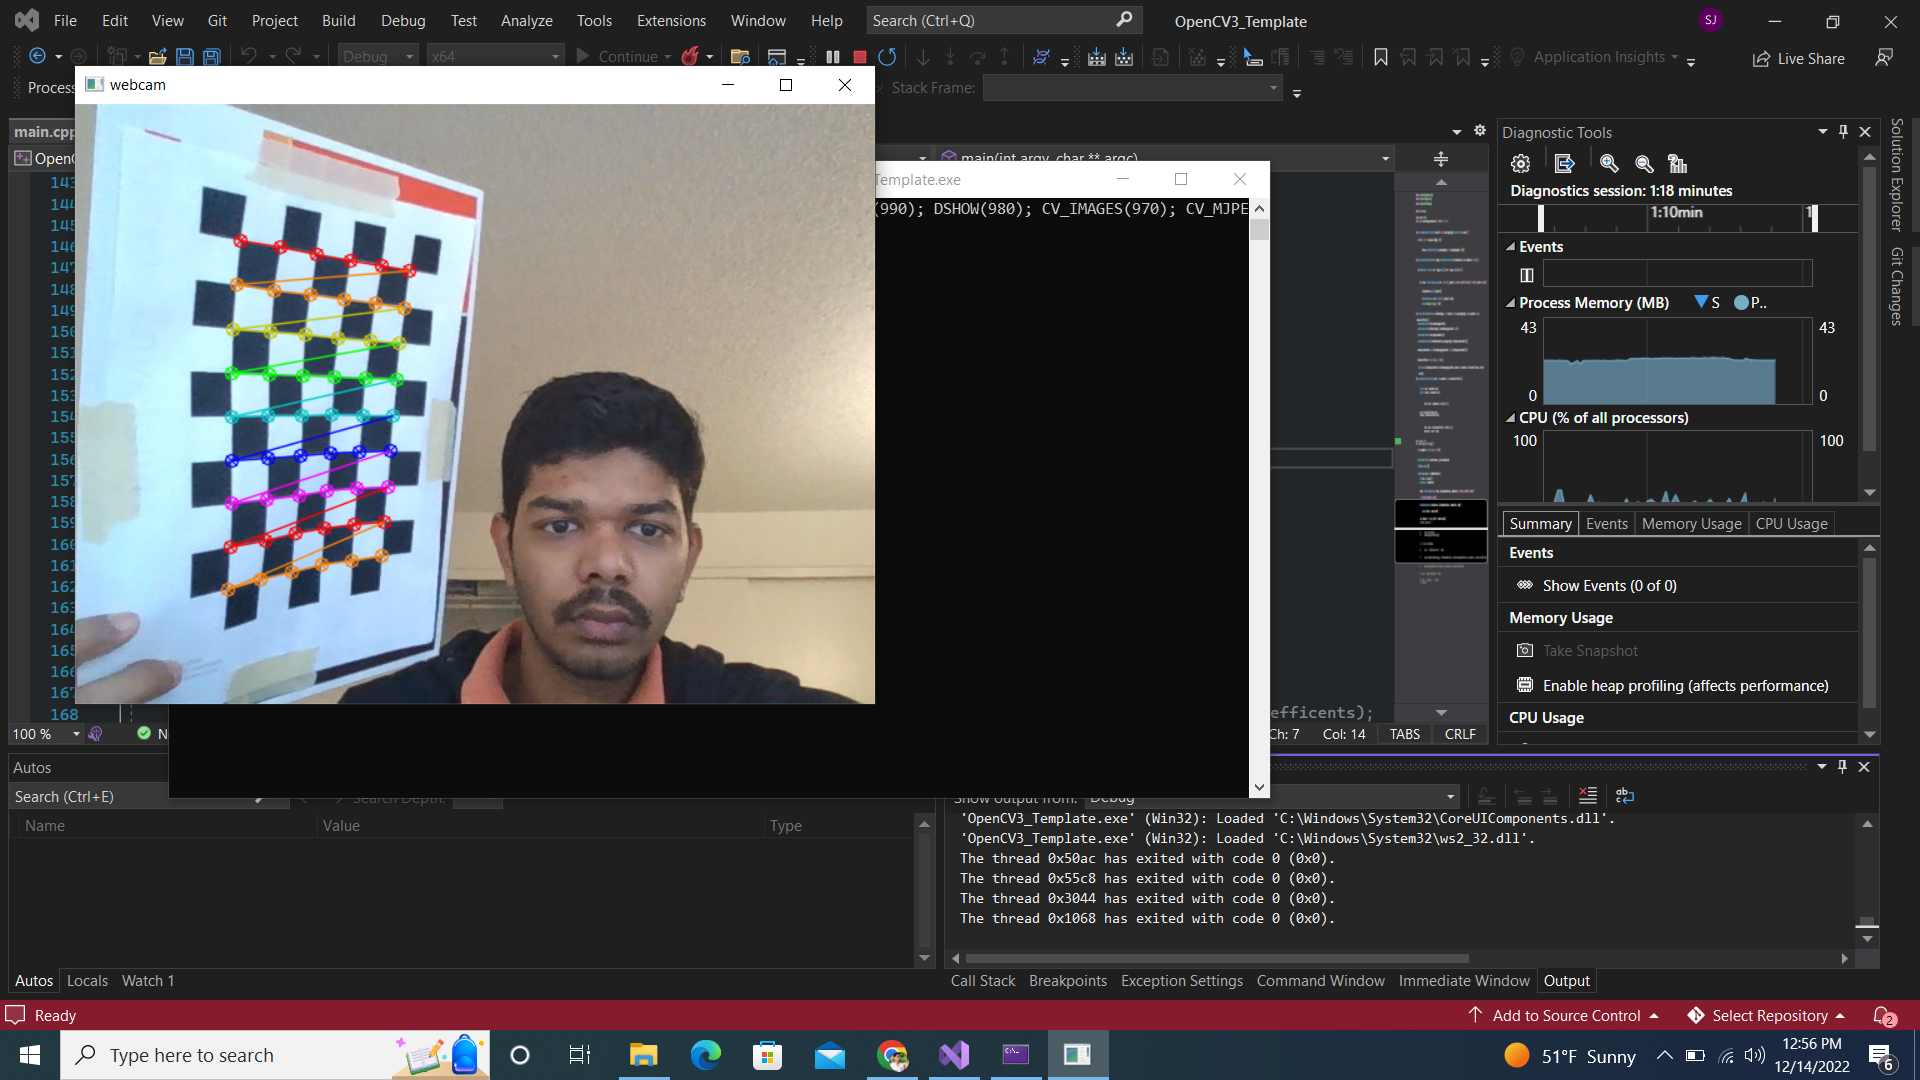 File Edit View Git Project Build Debug Test Analyze Tools Extensions Window Help Search (Ctrl+Q) OpenCV3_Template SJ
Debug x64 Continue Application Insights Live Share
Process Stack Frame:
webcam
main.cpp
OpenC main(int argv, char ** argc)
Template.exe
(990); DSHOW(980); CV_IMAGES(970); CV_MJPE
143
144
145
146
147
148
149
150
151
152
153
154
155
156
157
158
159
160
161
162
163
164
165
166
167
168
efficents);
100 % N Ch: 7 Col: 14 TABS CRLF
Diagnostic Tools
Diagnostics session: 1:18 minutes
1:10min 1
Events
Process Memory (MB) S P..
43 43
0 0
CPU (% of all processors)
100 100
Summary Events Memory Usage CPU Usage
Events
Show Events (0 of 0)
Memory Usage
Take Snapshot
Enable heap profiling (affects performance)
CPU Usage
Solution Explorer
Git Changes
Autos
Search (Ctrl+E) Search Depth:
Name Value Type
Autos Locals Watch 1
Show output from: Debug
'OpenCV3_Template.exe' (Win32): Loaded 'C:\Windows\System32\CoreUIComponents.dll'.
'OpenCV3_Template.exe' (Win32): Loaded 'C:\Windows\System32\ws2_32.dll'.
The thread 0x50ac has exited with code 0 (0x0).
The thread 0x55c8 has exited with code 0 (0x0).
The thread 0x3044 has exited with code 0 (0x0).
The thread 0x1068 has exited with code 0 (0x0).
Call Stack Breakpoints Exception Settings Command Window Immediate Window Output
Ready Add to Source Control Select Repository 2
Type here to search 51°F Sunny 12:56 PM
12/14/2022 6